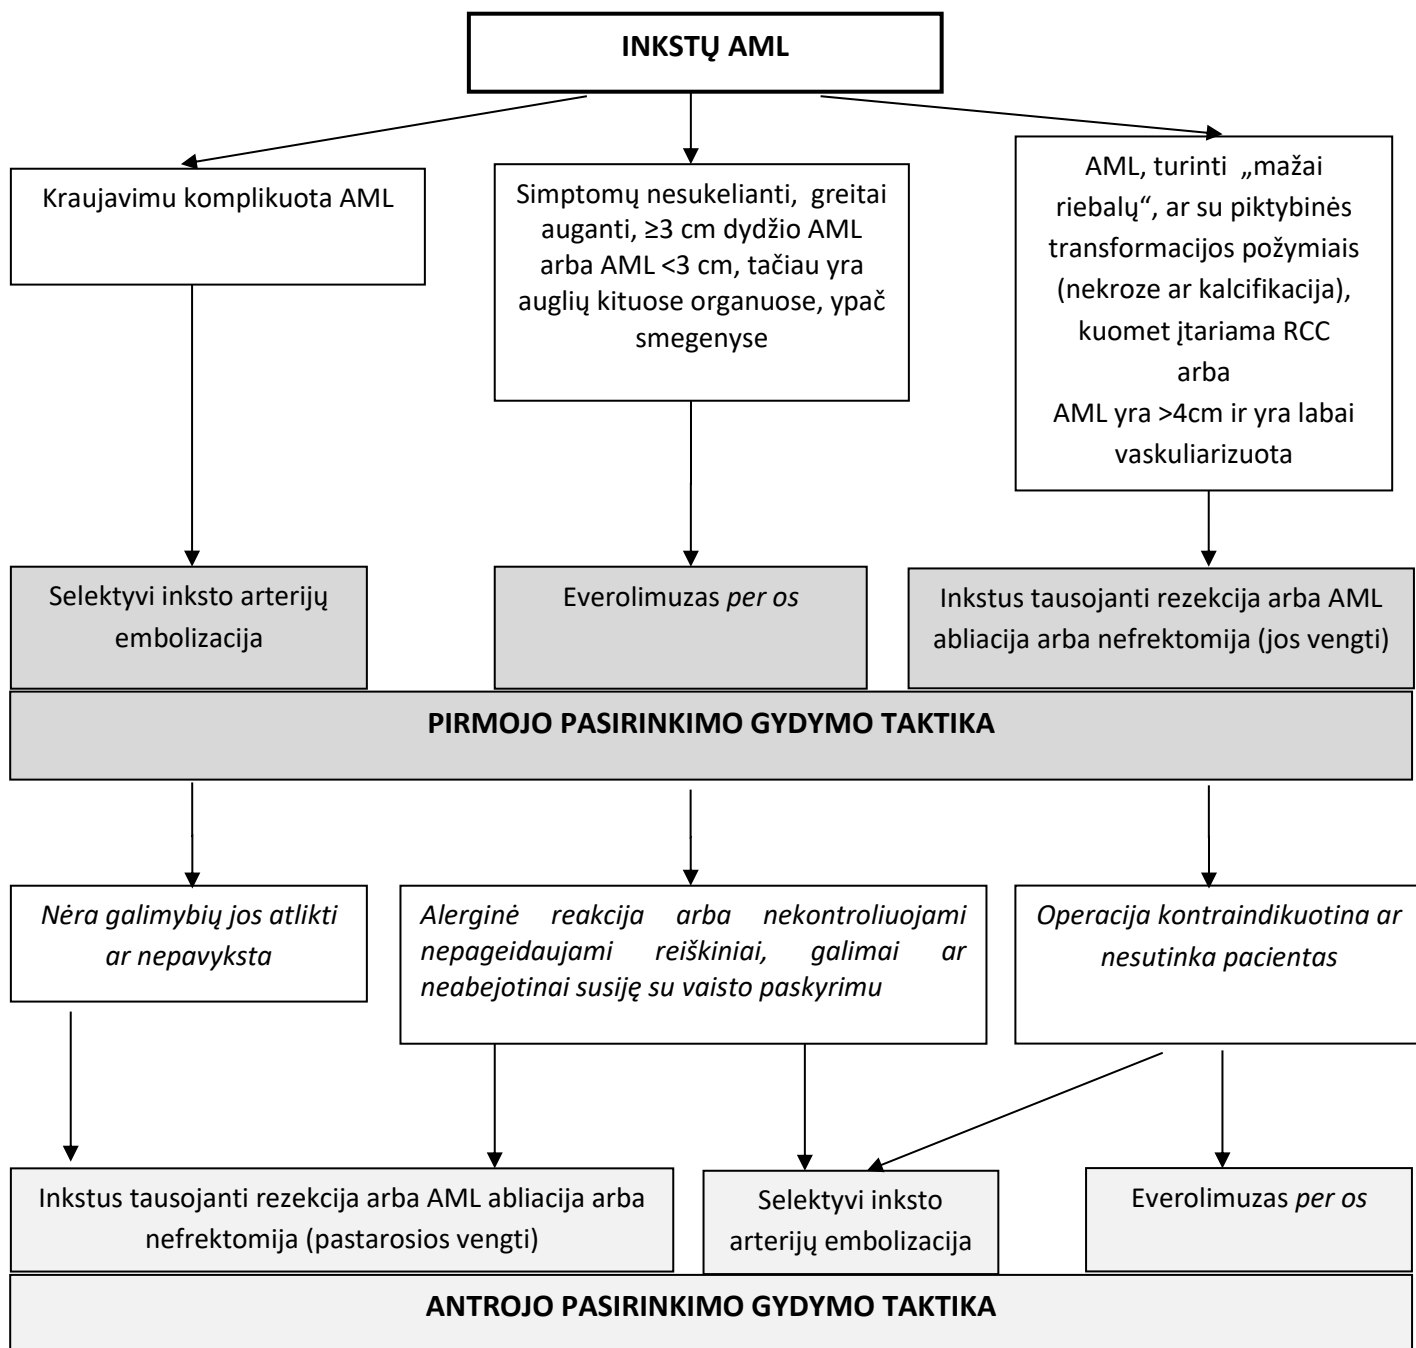 INKSTŲ AML
Kraujavimu komplikuota AML
Simptomų nesukelianti, greitai
auganti, ≥3 cm dydžio AML
arba AML <3 cm, tačiau yra
auglių kituose organuose, ypač
smegenyse
AML, turinti „mažai
riebalų“, ar su piktybinės
transformacijos požymiais
(nekroze ar kalcifikacija),
kuomet įtariama RCC
arba
AML yra >4cm ir yra labai
vaskuliarizuota
Selektyvi inksto arterijų
embolizacija
Everolimuzas per os
Inkstus tausojanti rezekcija arba AML
abliacija arba nefrektomija (jos vengti)
PIRMOJO PASIRINKIMO GYDYMO TAKTIKA
Nėra galimybių jos atlikti
ar nepavyksta
Alerginė reakcija arba nekontroliuojami
nepageidaujami reiškiniai, galimai ar
neabejotinai susiję su vaisto paskyrimu
Operacija kontraindikuotina ar
nesutinka pacientas
Inkstus tausojanti rezekcija arba AML abliacija arba
nefrektomija (pastarosios vengti)
Selektyvi inksto
arterijų embolizacija
Everolimuzas per os
ANTROJO PASIRINKIMO GYDYMO TAKTIKA